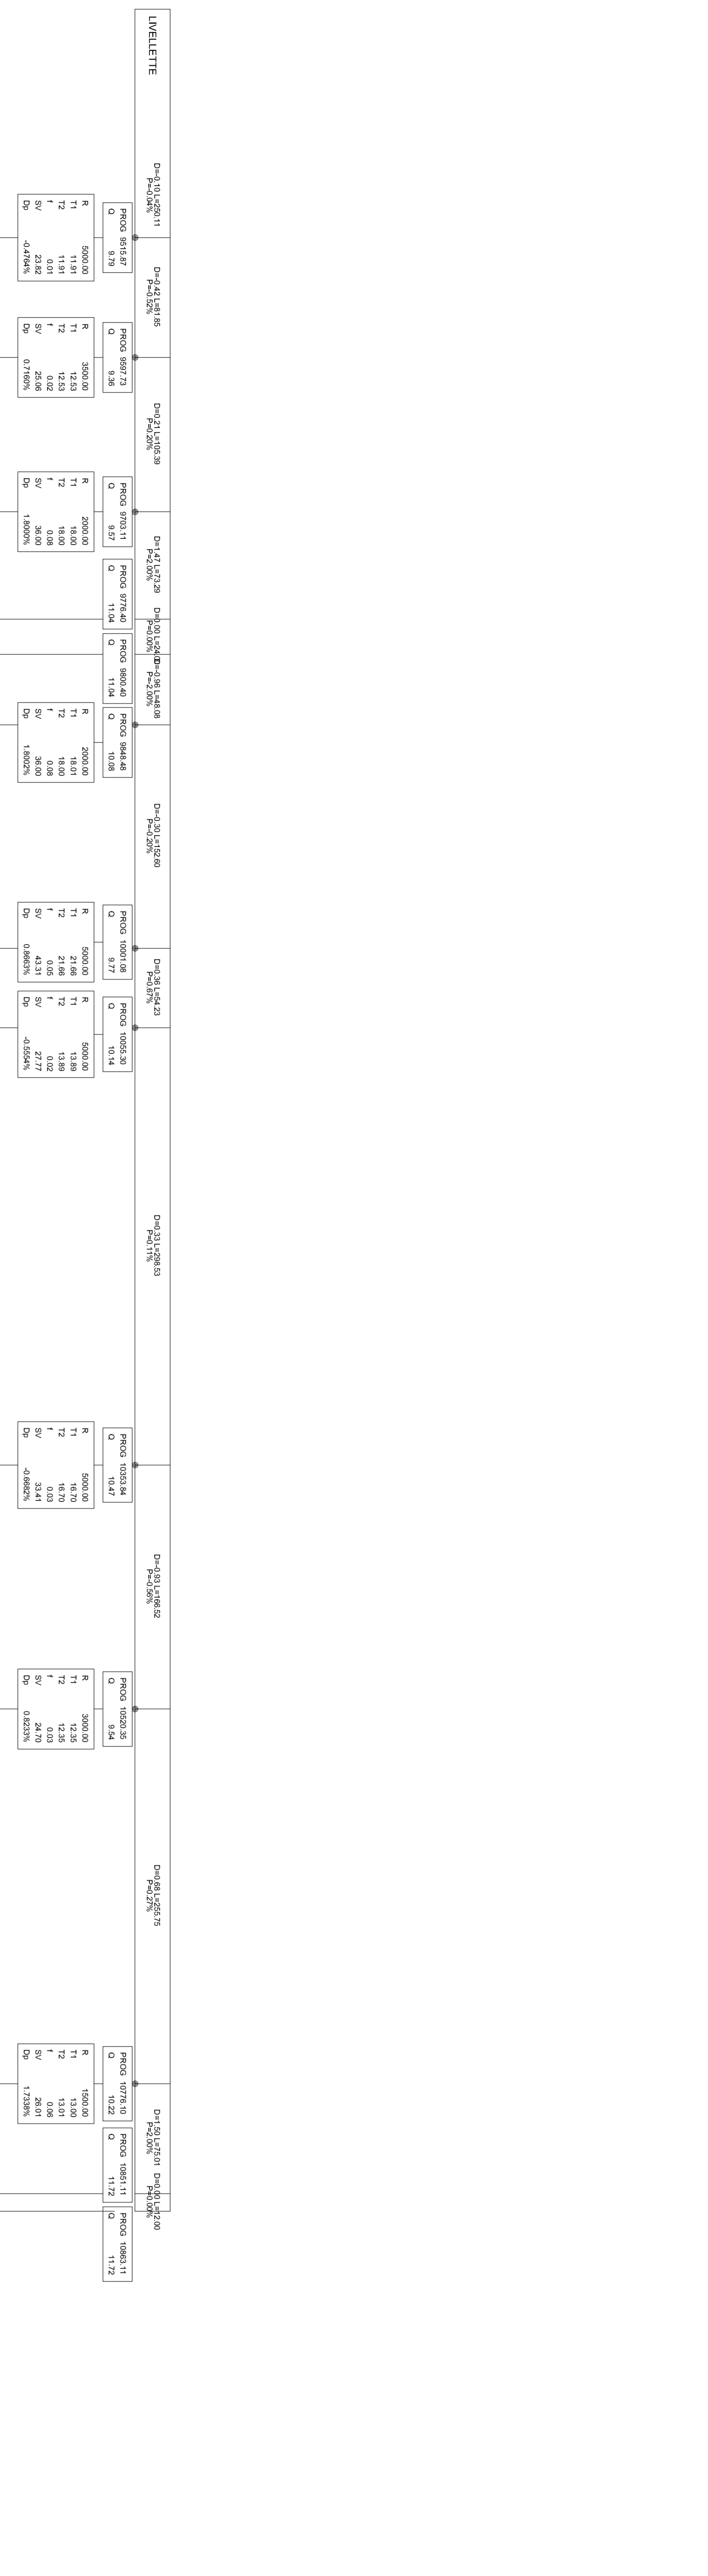 LIVELLETTE
D=-0.10 L=250.11
P=-0.04%
D=-0.42 L=81.85
P=-0.52%
D=0.21 L=105.39
P=0.20%
D=1.47 L=73.29
P=2.00%
D=0.00 L=24.00
P=0.00%
D=-0.96 L=48.08
P=-2.00%
D=-0.30 L=152.60
P=-0.20%
D=0.36 L=54.23
P=0.67%
D=0.33 L=298.53
P=0.11%
D=-0.93 L=166.52
P=-0.56%
D=0.68 L=255.75
P=0.27%
D=1.50 L=75.01
P=2.00%
D=0.00 L=12.00
P=0.00%
PROG 9515.87
Q 9.79
PROG 9597.73
Q 9.36
PROG 9703.11
Q 9.57
PROG 9776.40
Q 11.04
PROG 9800.40
Q 11.04
PROG 9848.48
Q 10.08
PROG 10001.08
Q 9.77
PROG 10055.30
Q 10.14
PROG 10353.84
Q 10.47
PROG 10520.35
Q 9.54
PROG 10776.10
Q 10.22
PROG 10851.11
Q 11.72
PROG 10863.11
Q 11.72
R 5000.00
T1 11.91
T2 11.91
f 0.01
SV 23.82
Dp -0.4764%
R 3500.00
T1 12.53
T2 12.53
f 0.02
SV 25.06
Dp 0.7160%
R 2000.00
T1 18.00
T2 18.00
f 0.08
SV 36.00
Dp 1.8000%
R 2000.00
T1 18.01
T2 18.00
f 0.08
SV 36.00
Dp 1.8002%
R 5000.00
T1 21.66
T2 21.66
f 0.05
SV 43.31
Dp 0.8663%
R 5000.00
T1 13.89
T2 13.89
f 0.02
SV 27.77
Dp -0.5554%
R 5000.00
T1 16.70
T2 16.70
f 0.03
SV 33.41
Dp -0.6682%
R 3000.00
T1 12.35
T2 12.35
f 0.03
SV 24.70
Dp 0.8233%
R 1500.00
T1 13.00
T2 13.01
f 0.06
SV 26.01
Dp 1.7338%